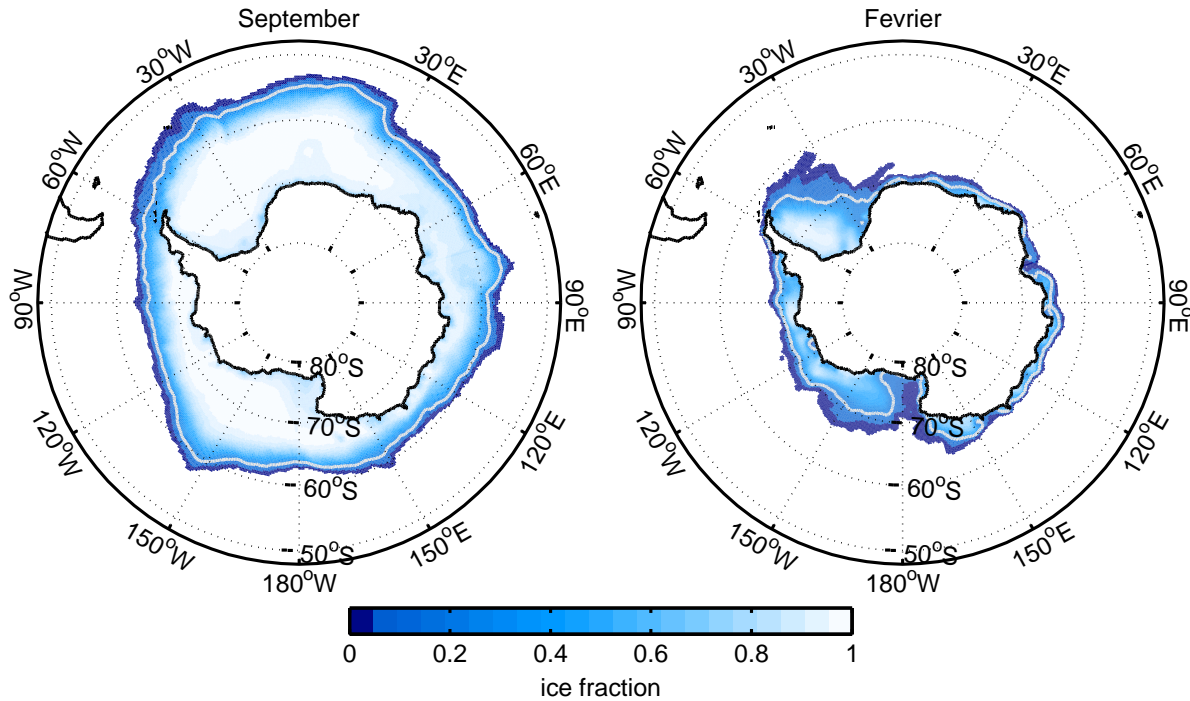 September
30°W
30°E
60°W
60°E
90°W
90°E
80°S
70°S
120°W
120°E
60°S
150°W
150°E
50°S
180°W
Fevrier
30°W
30°E
60°W
60°E
90°W
90°E
80°S
70°S
120°W
120°E
60°S
150°W
150°E
50°S
180°W
0 0.2 0.4 0.6 0.8 1
ice fraction